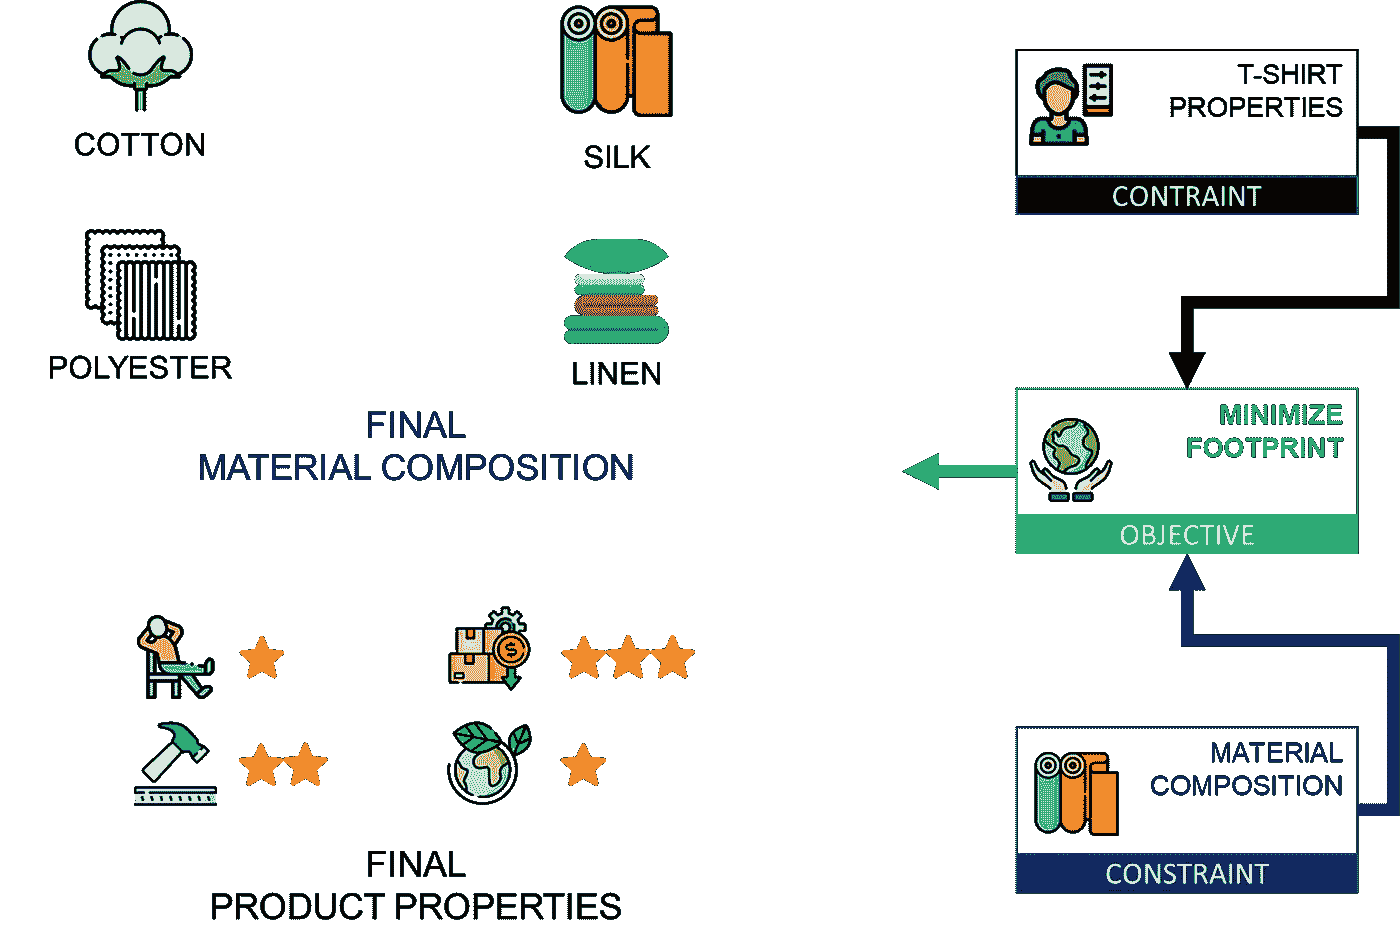 COTTON
SILK
POLYESTER
LINEN
FINAL
MATERIAL COMPOSITION
FINAL
PRODUCT PROPERTIES
T-SHIRT
PROPERTIES
CONTRAINT
MINIMIZE
FOOTPRINT
OBJECTIVE
MATERIAL
COMPOSITION
CONSTRAINT